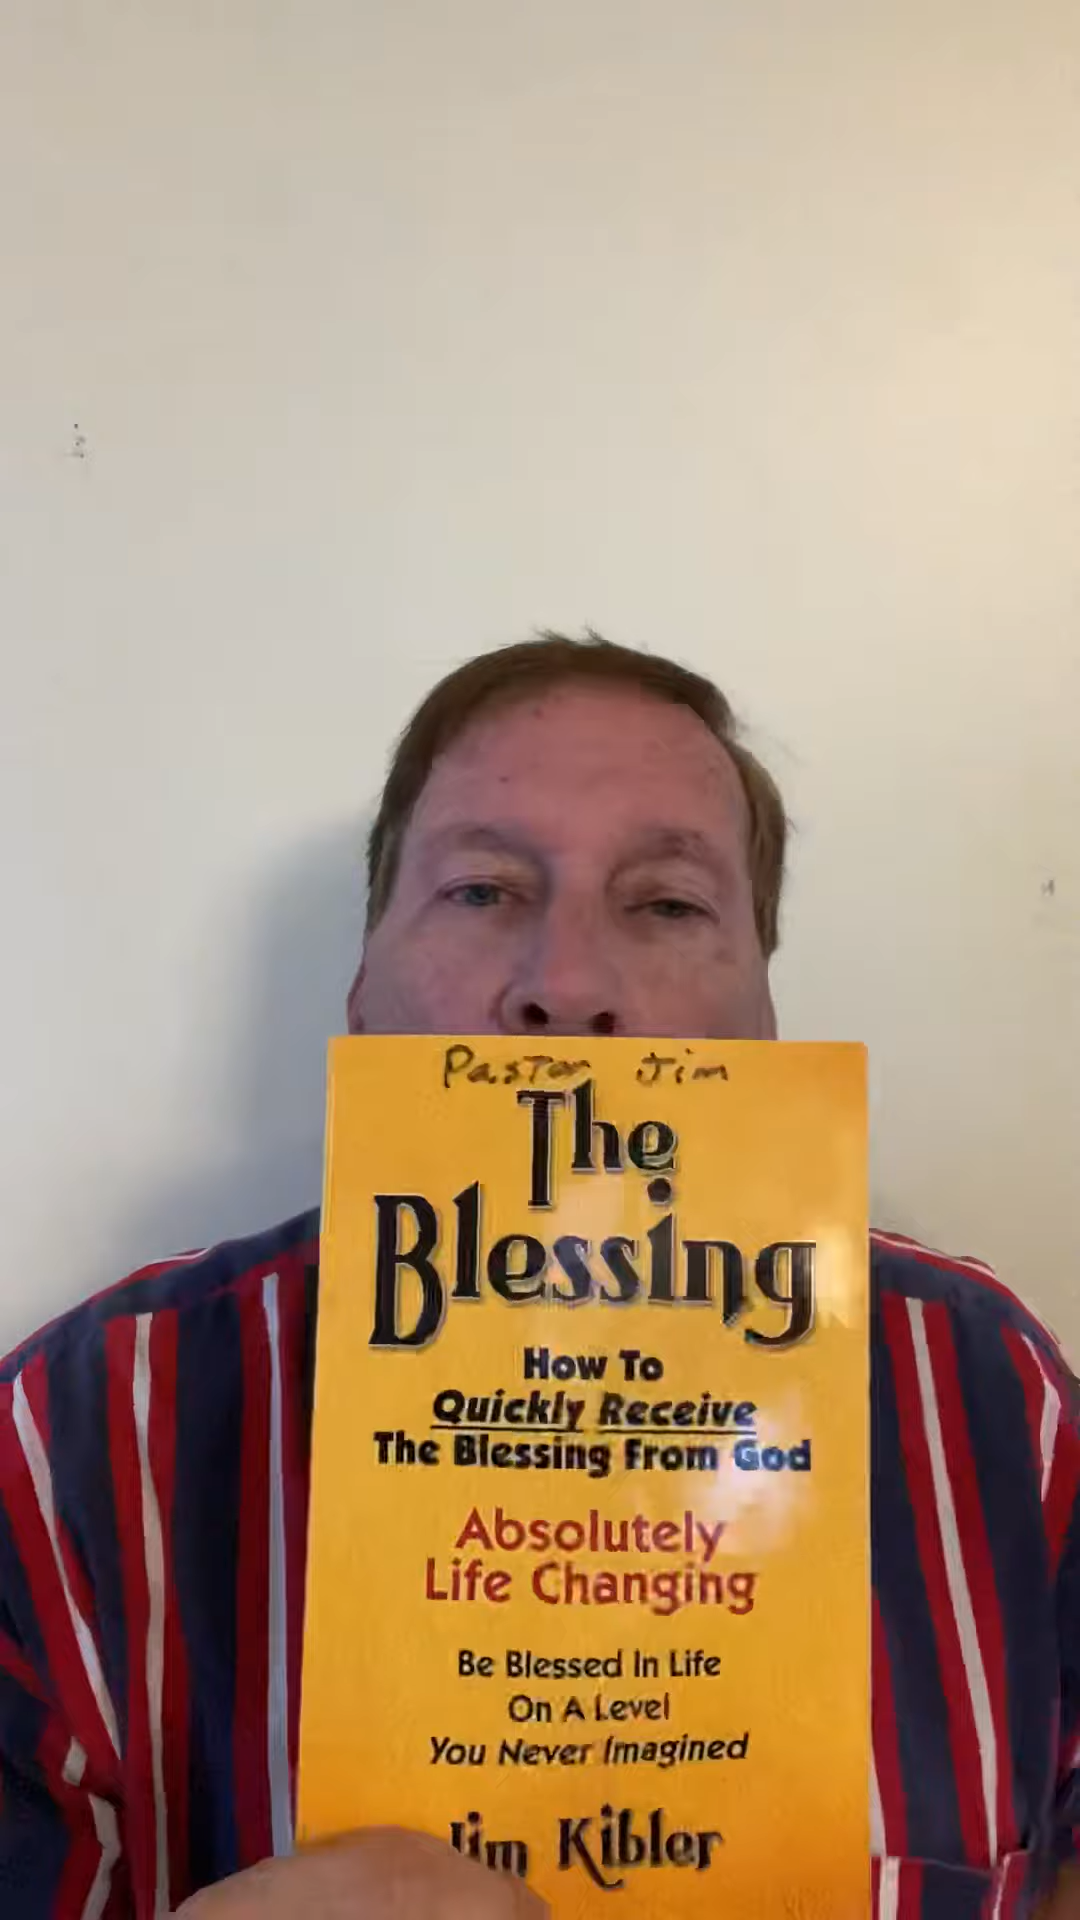 Pastor Jim
The
Blessing
How To
Quickly Receive
The Blessing From God
Absolutely
Life Changing
Be Blessed In Life
On A Level
You Never Imagined
Jim Kibler